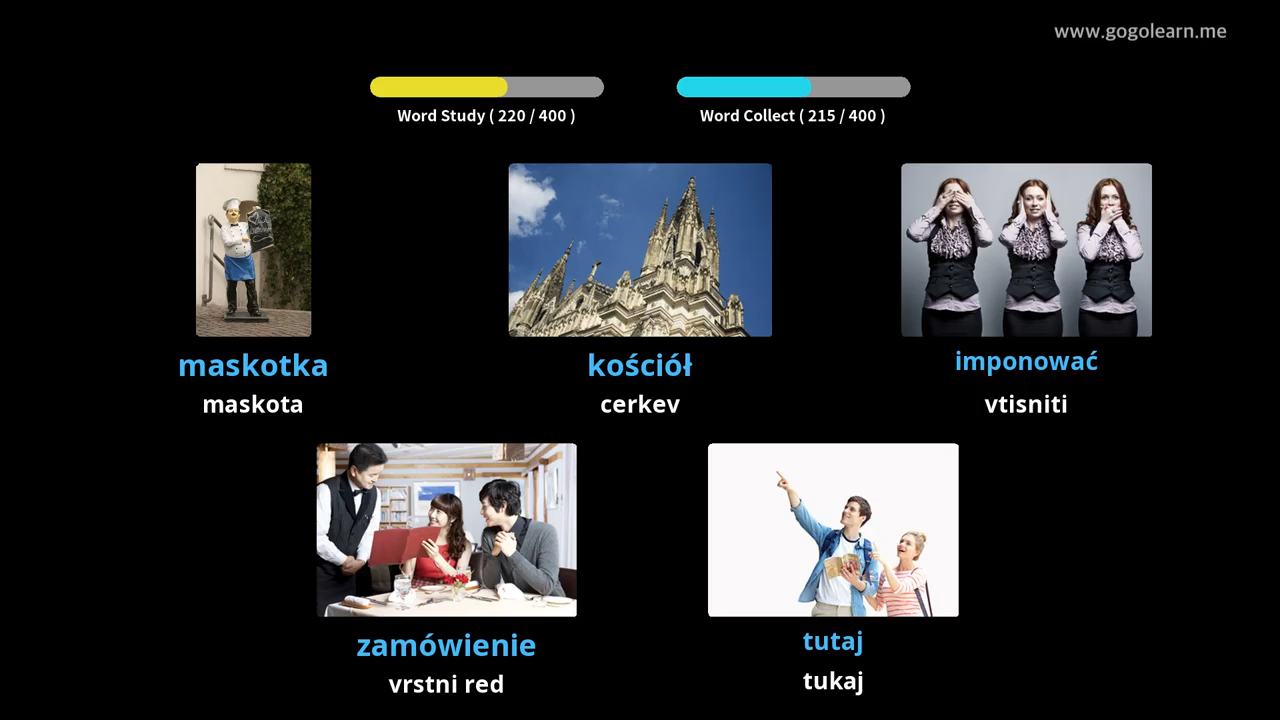 www.gogolearn.me
Word Study ( 220 / 400 )
Word Collect ( 215 / 400 )
maskotka
maskota
kościół
cerkev
imponować
vtisniti
zamówienie
vrstni red
tutaj
tukaj